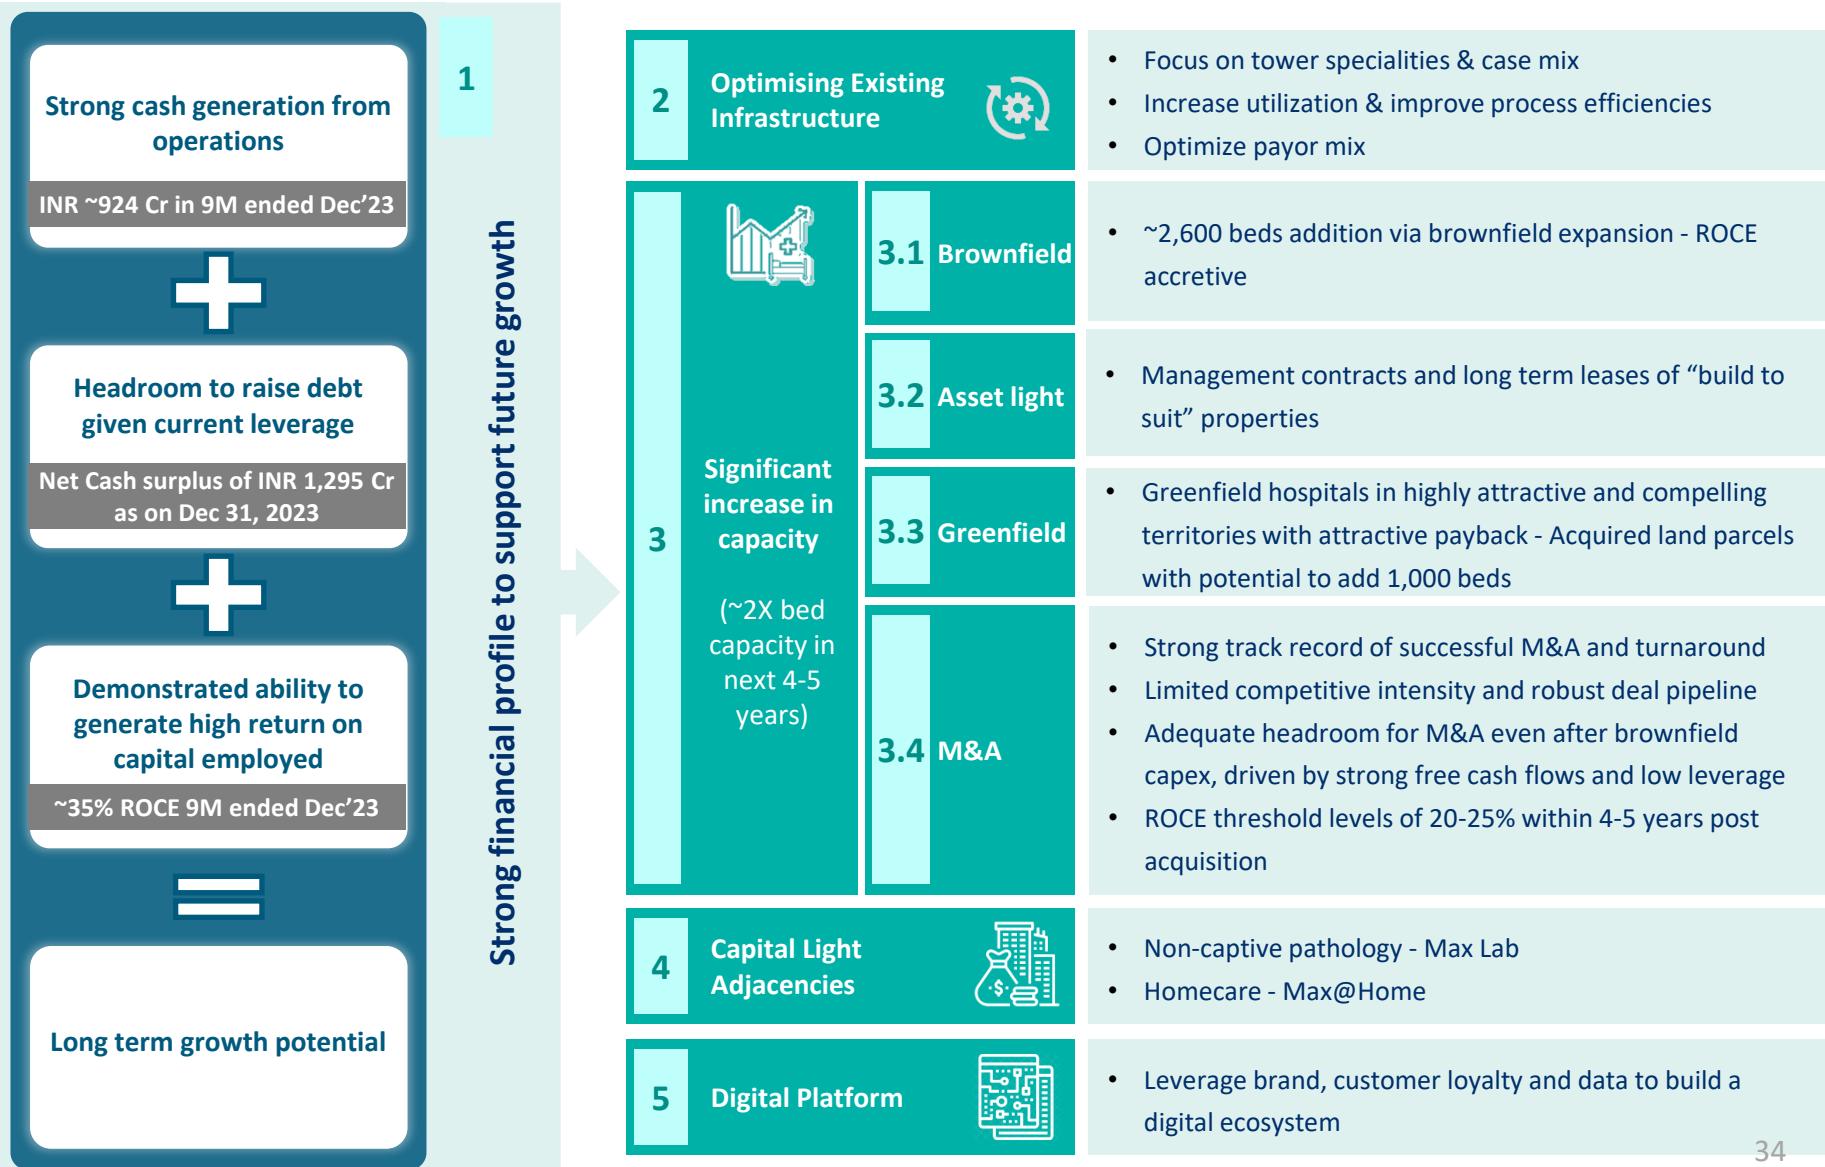 Strong cash generation from
operations
INR ~924 Cr in 9M ended Dec’23
Headroom to raise debt
given current leverage
Net Cash surplus of INR 1,295 Cr
as on Dec 31, 2023
Demonstrated ability to
generate high return on
capital employed
~35% ROCE 9M ended Dec’23
Long term growth potential
1
Strong financial profile to support future growth
2
Optimising Existing
Infrastructure
• Focus on tower specialities & case mix
• Increase utilization & improve process efficiencies
• Optimize payor mix
3
Significant
increase in
capacity
(~2X bed
capacity in
next 4-5
years)
3.1 Brownfield
• ~2,600 beds addition via brownfield expansion - ROCE
accretive
3.2 Asset light
• Management contracts and long term leases of “build to
suit” properties
3.3 Greenfield
• Greenfield hospitals in highly attractive and compelling
territories with attractive payback - Acquired land parcels
with potential to add 1,000 beds
3.4 M&A
• Strong track record of successful M&A and turnaround
• Limited competitive intensity and robust deal pipeline
• Adequate headroom for M&A even after brownfield
capex, driven by strong free cash flows and low leverage
• ROCE threshold levels of 20-25% within 4-5 years post
acquisition
4
Capital Light
Adjacencies
• Non-captive pathology - Max Lab
• Homecare - Max@Home
5
Digital Platform
• Leverage brand, customer loyalty and data to build a
digital ecosystem
34